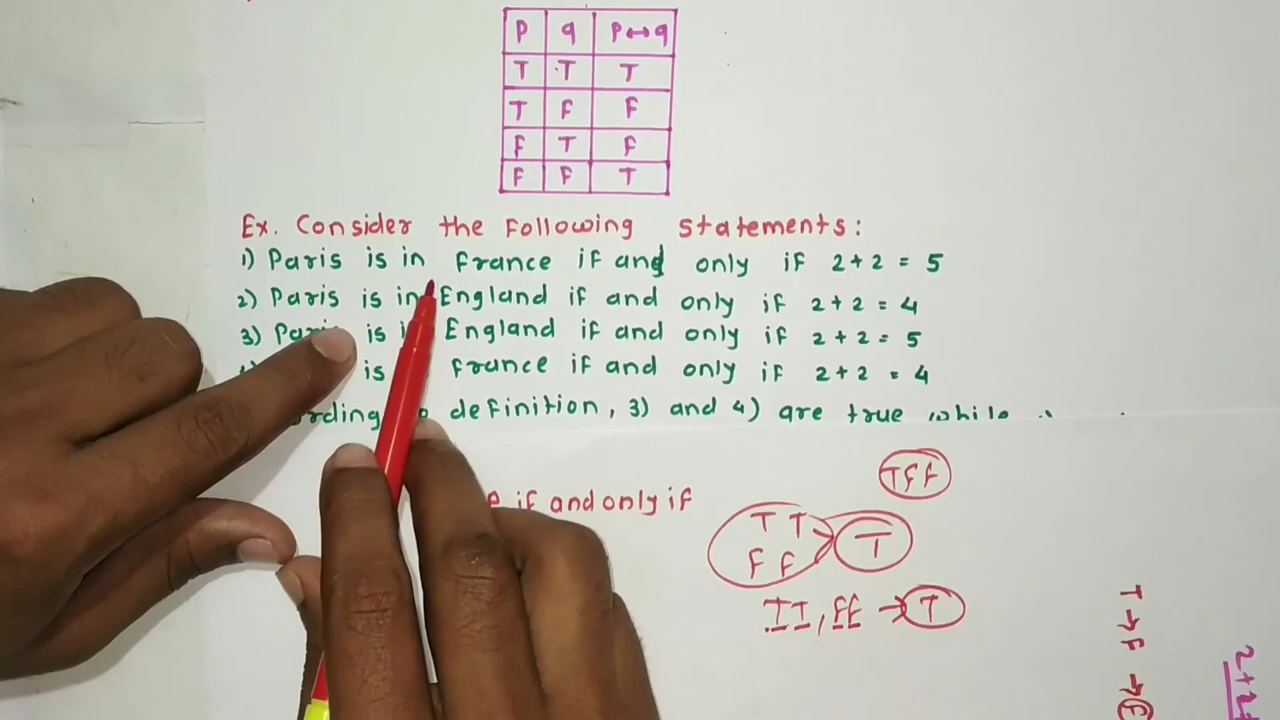 P q P↔q
T T T
T F F
F T F
F F T
Ex. Consider the Following Statements:
1) Paris is in France if and only if 2+2 = 5
2) Paris is in England if and only if 2+2 = 4
3) is England if and only if 2+2 = 5
is France if and only if 2+2 = 4
definition, 3) and 4) are true while
if and only if
TFF
T T T
F F
TT, FF → T
T → F → F